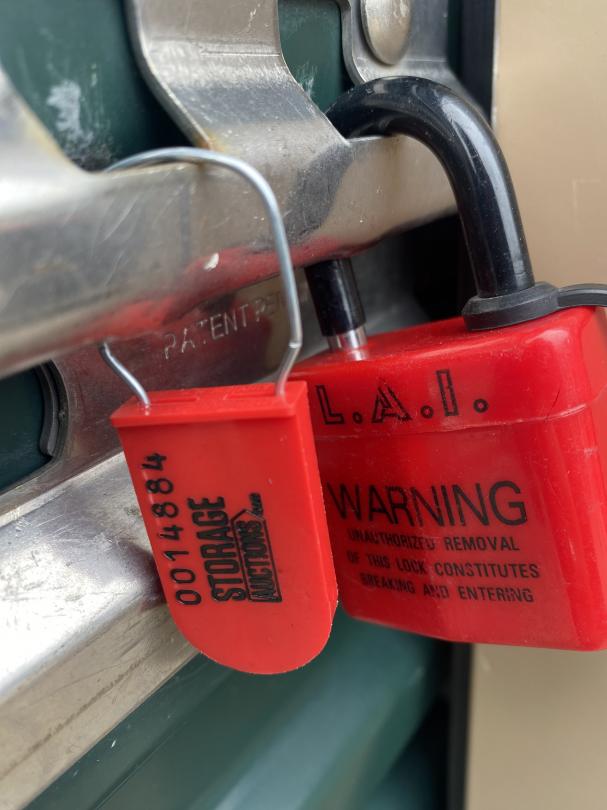 PATENT PE
0014884
STORAGE
AUCTIONS.com
L.A.I.
WARNING
UNAUTHORIZED REMOVAL
OF THIS LOCK CONSTITUTES
BREAKING AND ENTERING